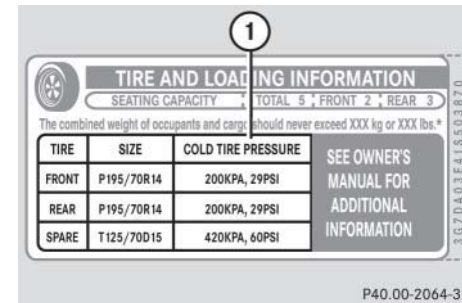 1
TIRE AND LOADING INFORMATION
SEATING CAPACITY TOTAL 5 FRONT 2 REAR 3
The combined weight of occupants and cargo should never exceed XXX kg or XXX lbs.*
TIRE SIZE COLD TIRE PRESSURE
FRONT P195/70R14 200KPA, 29PSI
REAR P195/70R14 200KPA, 29PSI
SPARE T125/70D15 420KPA, 60PSI
SEE OWNER'S
MANUAL FOR
ADDITIONAL
INFORMATION
3G7DA03E41S503870
P40.00-2064-3